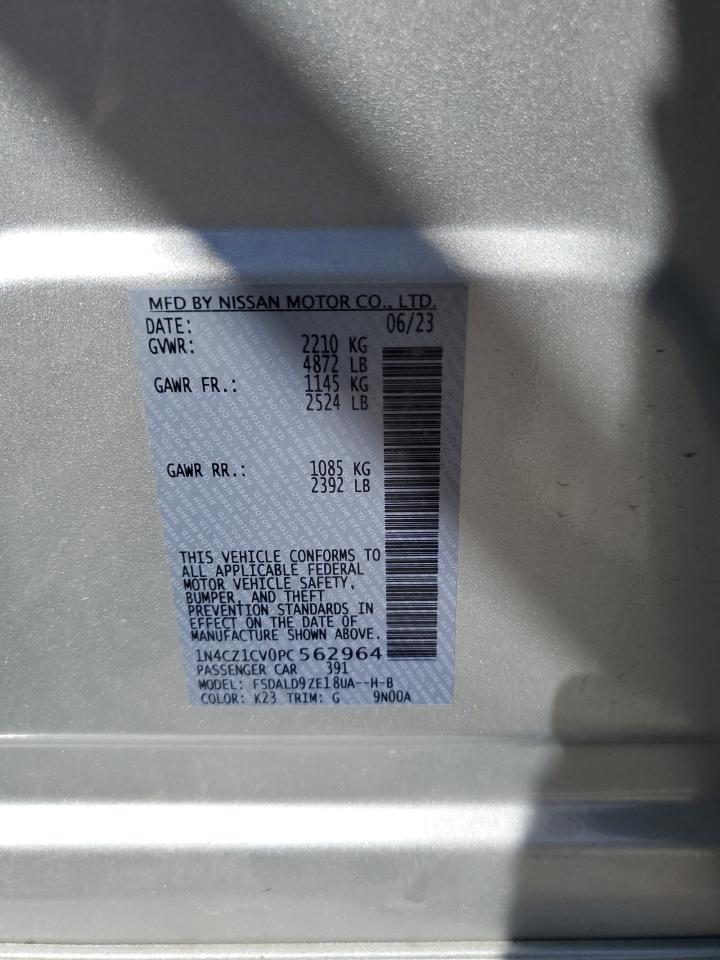 MFD BY NISSAN MOTOR CO., LTD.
DATE: 06/23
GVWR: 2210 KG
4872 LB
GAWR FR.: 1145 KG
2524 LB
GAWR RR.: 1085 KG
2392 LB
THIS VEHICLE CONFORMS TO
ALL APPLICABLE FEDERAL
MOTOR VEHICLE SAFETY,
BUMPER, AND THEFT
PREVENTION STANDARDS IN
EFFECT ON THE DATE OF
MANUFACTURE SHOWN ABOVE.
1N4CZ1CV0PC562964
PASSENGER CAR 391
MODEL: FSDALD9ZE18UA--H-B
COLOR: K23 TRIM: G 9N00A